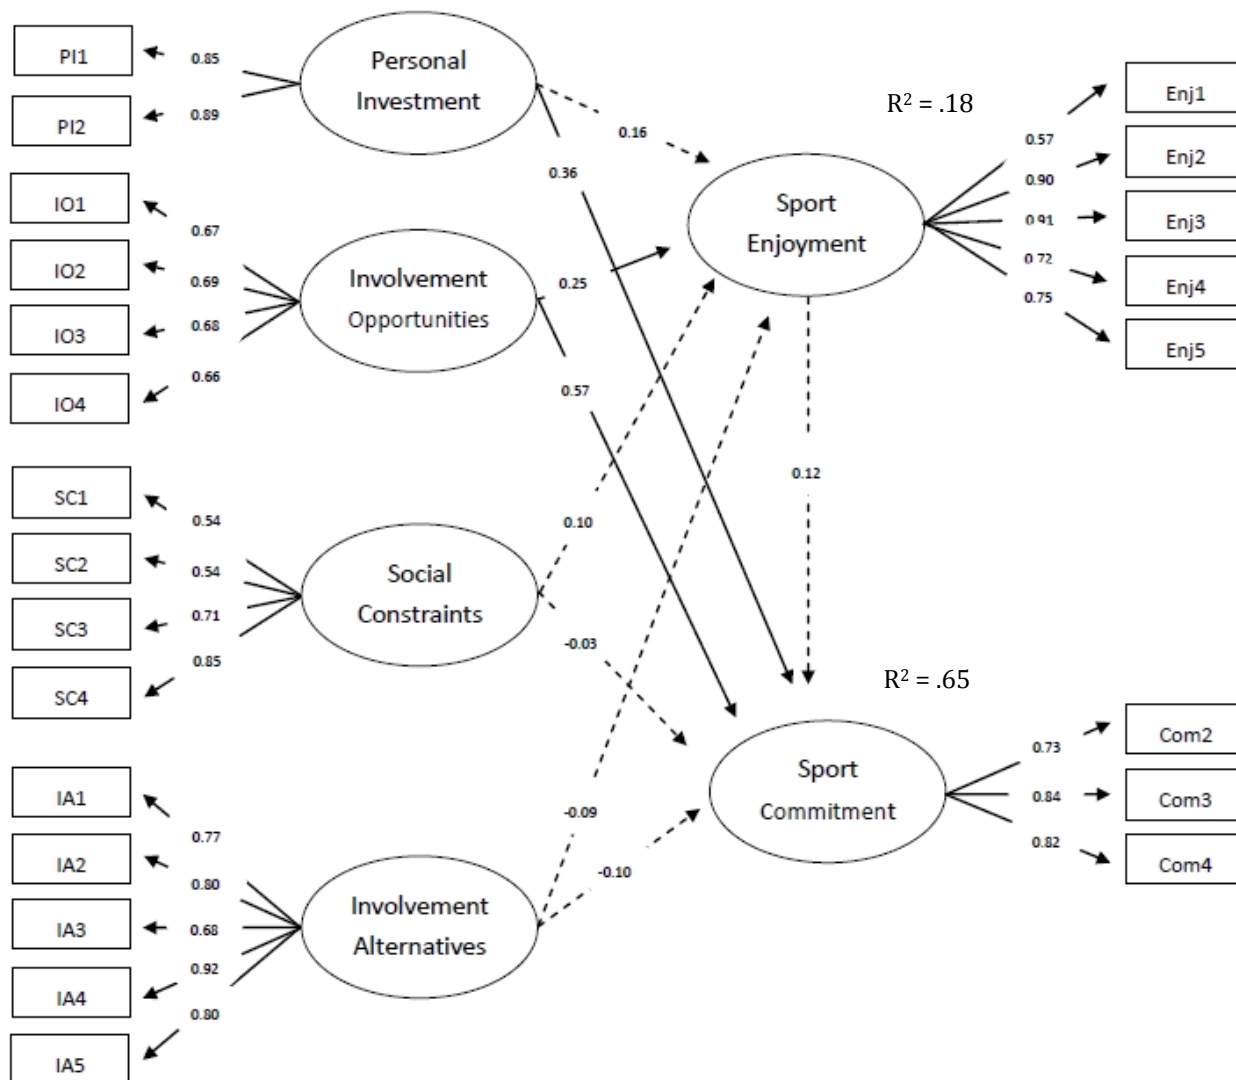 PI1
0.85
PI2
0.89
Personal
Investment
IO1
0.67
IO2
0.69
IO3
0.68
IO4
0.66
Involvement
Opportunities
SC1
0.54
SC2
0.54
SC3
0.71
SC4
0.85
Social
Constraints
IA1
0.77
IA2
0.80
IA3
0.68
IA4
0.92
IA5
0.80
Involvement
Alternatives
0.16
0.36
0.25
0.57
0.10
-0.03
-0.09
-0.10
0.12
R² = .18
Sport
Enjoyment
0.57
Enj1
0.90
Enj2
0.91
Enj3
0.72
Enj4
0.75
Enj5
R² = .65
Sport
Commitment
0.73
Com2
0.84
Com3
0.82
Com4